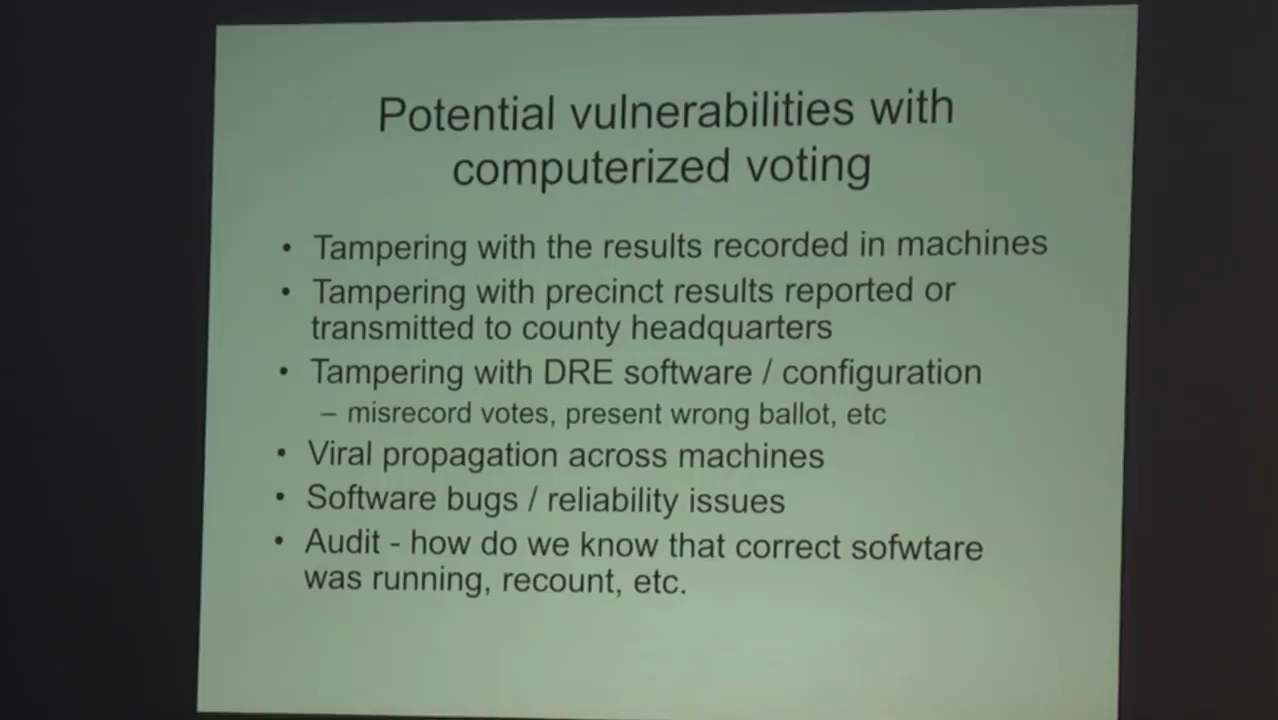 Potential vulnerabilities with
computerized voting
• Tampering with the results recorded in machines
• Tampering with precinct results reported or
transmitted to county headquarters
• Tampering with DRE software / configuration
– misrecord votes, present wrong ballot, etc
• Viral propagation across machines
• Software bugs / reliability issues
• Audit - how do we know that correct sofwtare
was running, recount, etc.